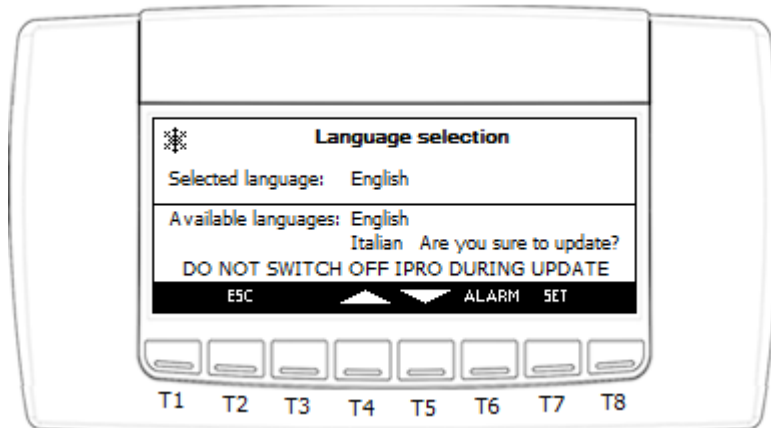 Language selection
Selected language: English
Available languages: English
Italian Are you sure to update?
DO NOT SWITCH OFF IPRO DURING UPDATE
ESC ALARM SET
T1 T2 T3 T4 T5 T6 T7 T8